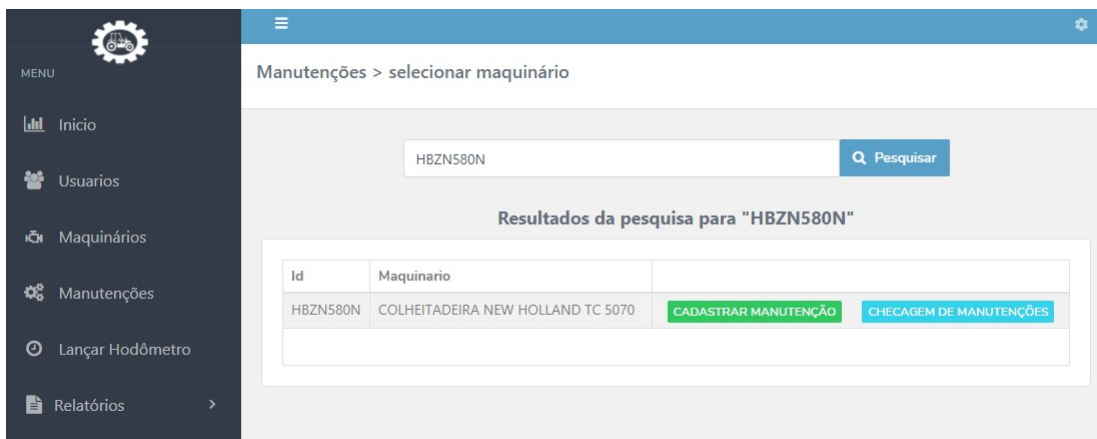 MENU
Inicio
Usuarios
Maquinários
Manutenções
Lançar Hodômetro
Relatórios
Manutenções > selecionar maquinário
HBZN580N
Pesquisar
Resultados da pesquisa para "HBZN580N"
Id Maquinario
HBZN580N COLHEITADEIRA NEW HOLLAND TC 5070 CADASTRAR MANUTENÇÃO CHECAGEM DE MANUTENÇÕES